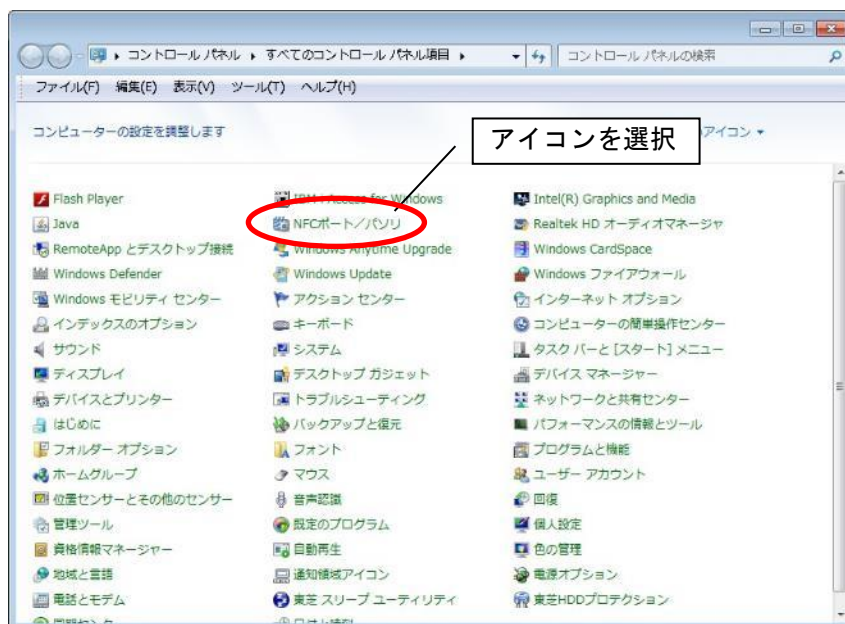 コントロール パネル ▸ すべてのコントロール パネル項目 ▸
コントロール パネルの検索
ファイル(F) 編集(E) 表示(V) ツール(T) ヘルプ(H)
コンピューターの設定を調整します
アイコンを選択
アイコン
Flash Player
IBM i Access for Windows
Intel(R) Graphics and Media
Java
NFCポート／パソリ
Realtek HD オーディオマネージャ
RemoteApp とデスクトップ接続
Windows Anytime Upgrade
Windows CardSpace
Windows Defender
Windows Update
Windows ファイアウォール
Windows モビリティ センター
アクション センター
インターネット オプション
インデックスのオプション
キーボード
コンピューターの簡単操作センター
サウンド
システム
タスク バーと [スタート] メニュー
ディスプレイ
デスクトップ ガジェット
デバイス マネージャー
デバイスとプリンター
トラブルシューティング
ネットワークと共有センター
はじめに
バックアップと復元
パフォーマンスの情報とツール
フォルダー オプション
フォント
プログラムと機能
ホームグループ
マウス
ユーザー アカウント
位置センサーとその他のセンサー
音声認識
回復
管理ツール
既定のプログラム
個人設定
資格情報マネージャー
自動再生
色の管理
地域と言語
通知領域アイコン
電源オプション
電話とモデム
東芝 スリープ ユーティリティ
東芝HDDプロテクション